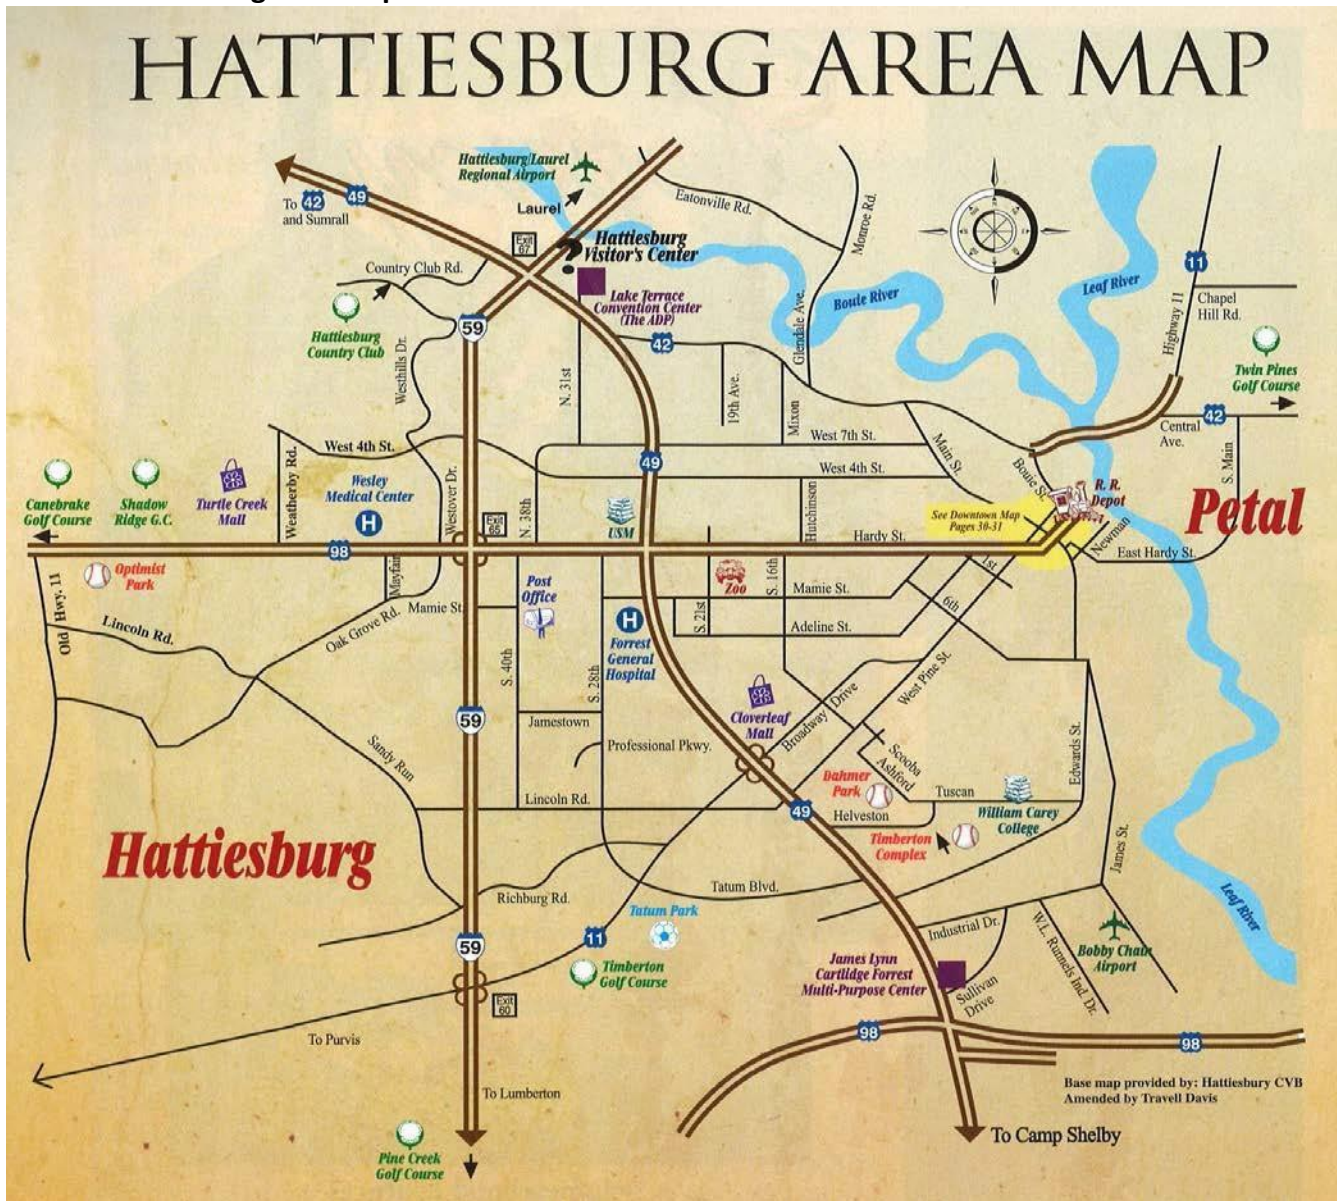 HATTIESBURG AREA MAP
Hattiesburg/Laurel
Regional Airport
Laurel
To 42
and Sumrall
49
Exit
67
?
Hattiesburg
Visitor's Center
Eatonville Rd.
Monroe Rd.
Country Club Rd.
Hattiesburg
Country Club
Lake Terrace
Convention Center
(The ADP)
Glendale Ave.
Bouie River
Leaf River
11
Highway 11
Chapel
Hill Rd.
59
42
Westhills Dr.
N. 31st
19th Ave.
Mixon
Twin Pines
Golf Course
42
Central
Ave.
S. Main
West 7th St.
West 4th St.
West 4th St.
Main St.
Bouie St.
49
Weatherby Rd.
Canebrake
Golf Course
Shadow
Ridge G.C.
Turtle Creek
Mall
Wesley
Medical Center
H
Westover Dr.
Exit
65
N. 38th
USM
Hutchinson
Hardy St.
See Downtown Map
Pages 30-31
R. R.
Depot
Petal
Newman
East Hardy St.
98
Optimist
Park
Old Hwy. 11
Lincoln Rd.
Mayfair
Mamie St.
Oak Grove Rd.
Post
Office
S. 40th
S. 28th
H
Forrest
General
Hospital
S. 21st
Zoo
S. 16th
Mamie St.
Adeline St.
1st
6th
59
Jamestown
Professional Pkwy.
Sandy Run
Cloverleaf
Mall
Broadway Drive
West Pine St.
Scooba
Ashford
Edwards St.
Lincoln Rd.
49
Dahmer
Park
Helveston
Tuscan
William Carey
College
Timberton
Complex
Hattiesburg
James St.
Richburg Rd.
Tatum Blvd.
Tatum Park
11
59
Timberton
Golf Course
Exit
60
Industrial Dr.
W.L. Runnels Ind. Dr.
Bobby Chain
Airport
Leaf River
James Lynn
Cartlidge Forrest
Multi-Purpose Center
Sullivan
Drive
98
98
To Purvis
To Lumberton
Base map provided by: Hattiesbury CVB
Amended by Travell Davis
To Camp Shelby
Pine Creek
Golf Course